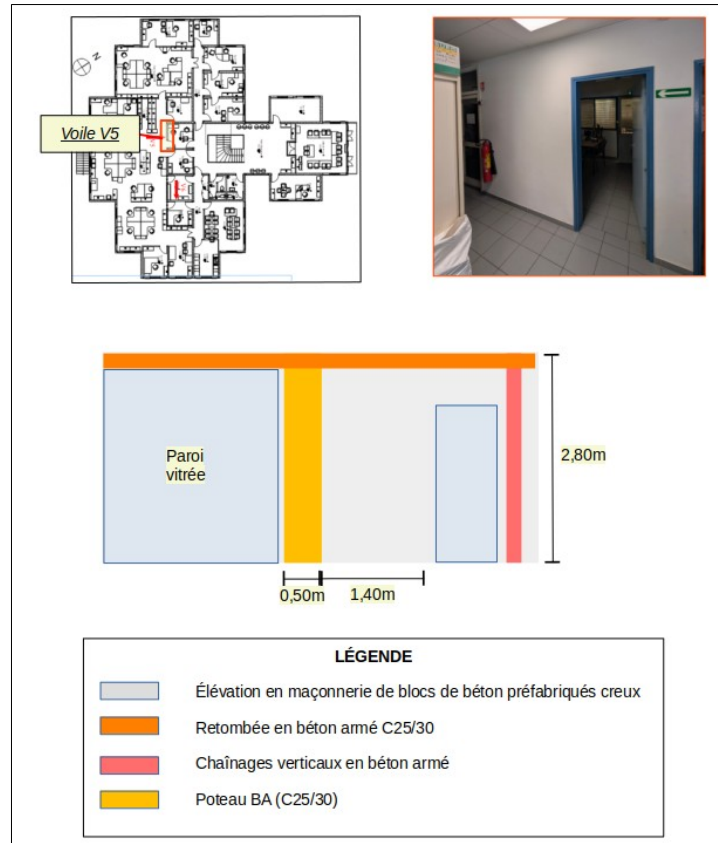 N
Voile V5
Paroi
vitrée
2,80m
0,50m
1,40m
LÉGENDE
Élévation en maçonnerie de blocs de béton préfabriqués creux
Retombée en béton armé C25/30
Chaînages verticaux en béton armé
Poteau BA (C25/30)